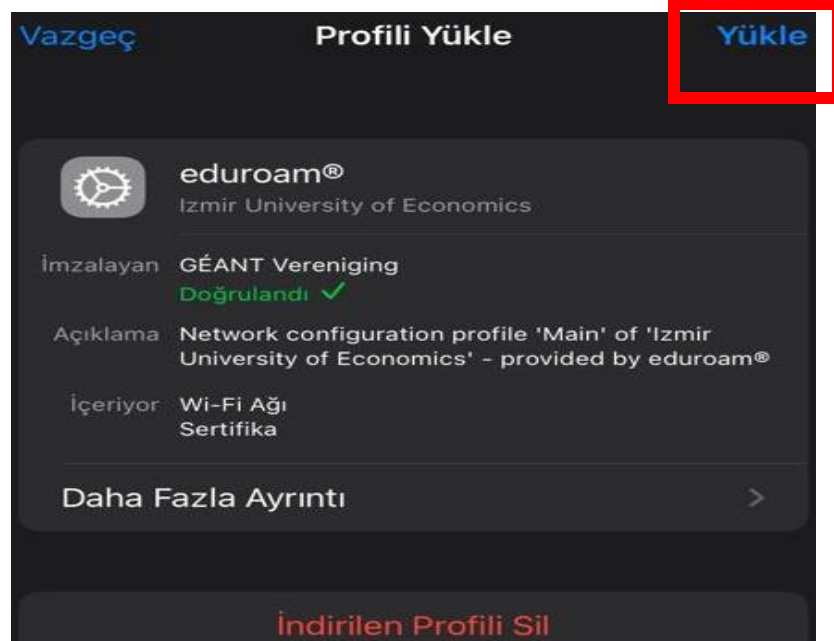 Vazgeç Profili Yükle Yükle
eduroam®
Izmir University of Economics
İmzalayan GÉANT Vereniging
Doğrulandı ✓
Açıklama Network configuration profile 'Main' of 'Izmir
University of Economics' - provided by eduroam®
İçeriyor Wi-Fi Ağı
Sertifika
Daha Fazla Ayrıntı >
İndirilen Profili Sil